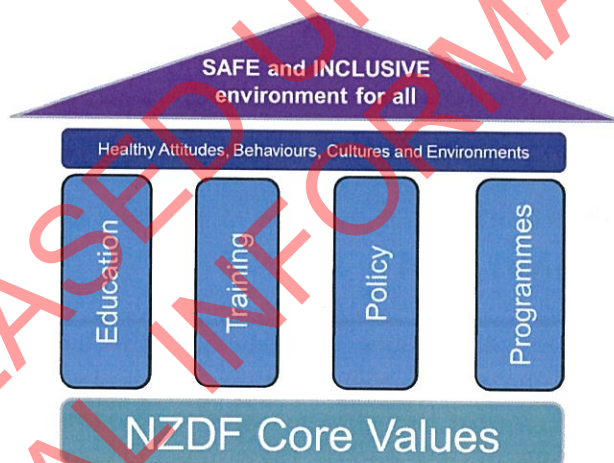 SAFE and INCLUSIVE
environment for all
Healthy Attitudes, Behaviours, Cultures and Environments
Education
Training
Policy
Programmes
NZDF Core Values